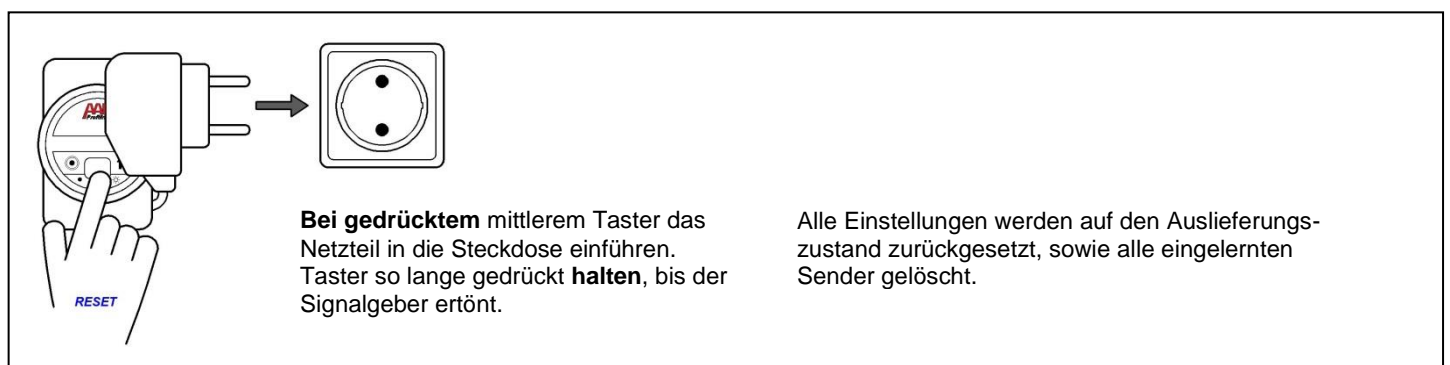 RESET
Bei gedrücktem mittlerem Taster das
Netzteil in die Steckdose einführen.
Taster so lange gedrückt halten, bis der
Signalgeber ertönt.
Alle Einstellungen werden auf den Auslieferungs-
zustand zurückgesetzt, sowie alle eingelernten
Sender gelöscht.